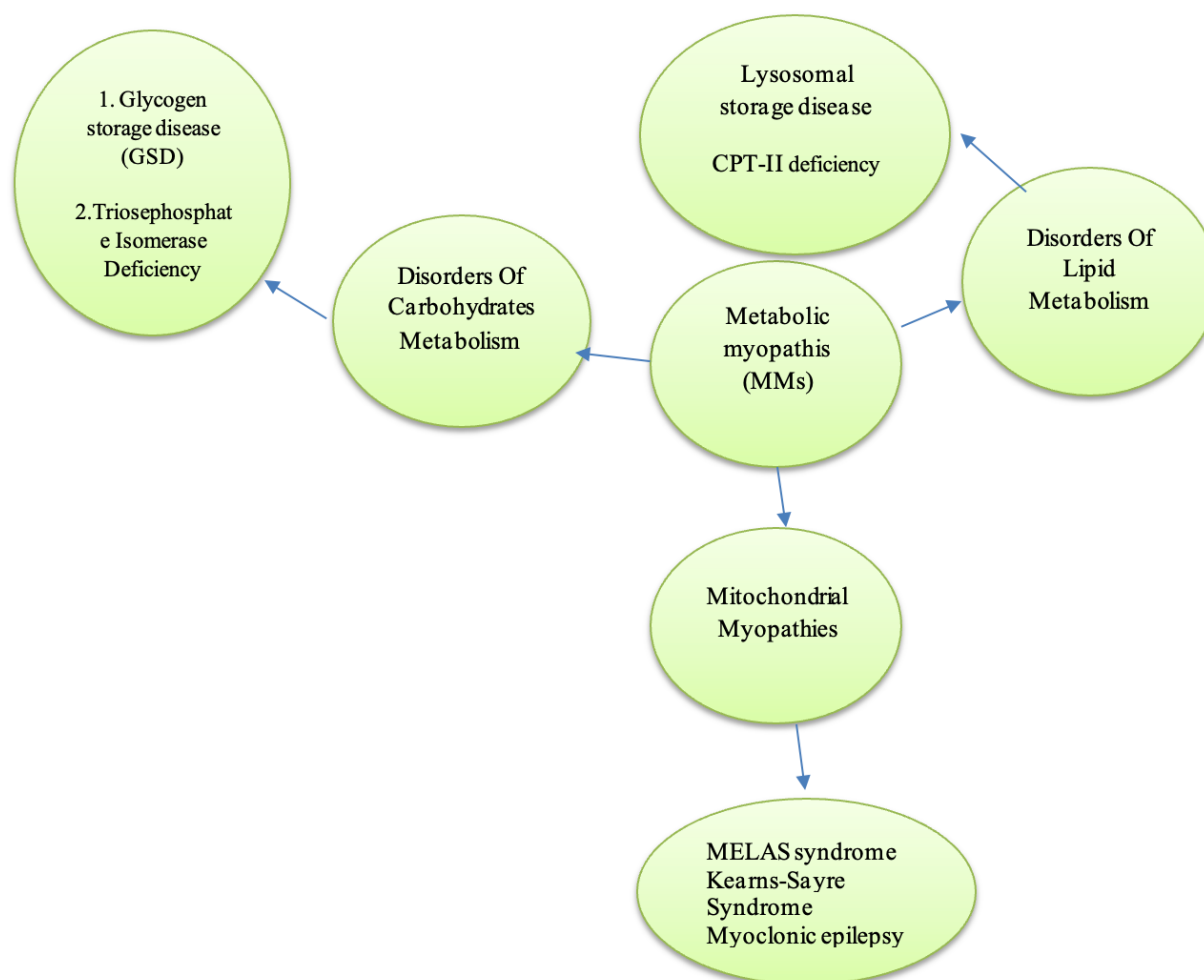 1. Glycogen
storage disease
(GSD)
2.Triosephosphat
e Isomerase
Deficiency
Disorders Of
Carbohydrates
Metabolism
Lysosomal
storage disease
CPT-II deficiency
Metabolic
myopathis
(MMs)
Disorders Of
Lipid
Metabolism
Mitochondrial
Myopathies
MELAS syndrome
Kearns-Sayre
Syndrome
Myoclonic epilepsy